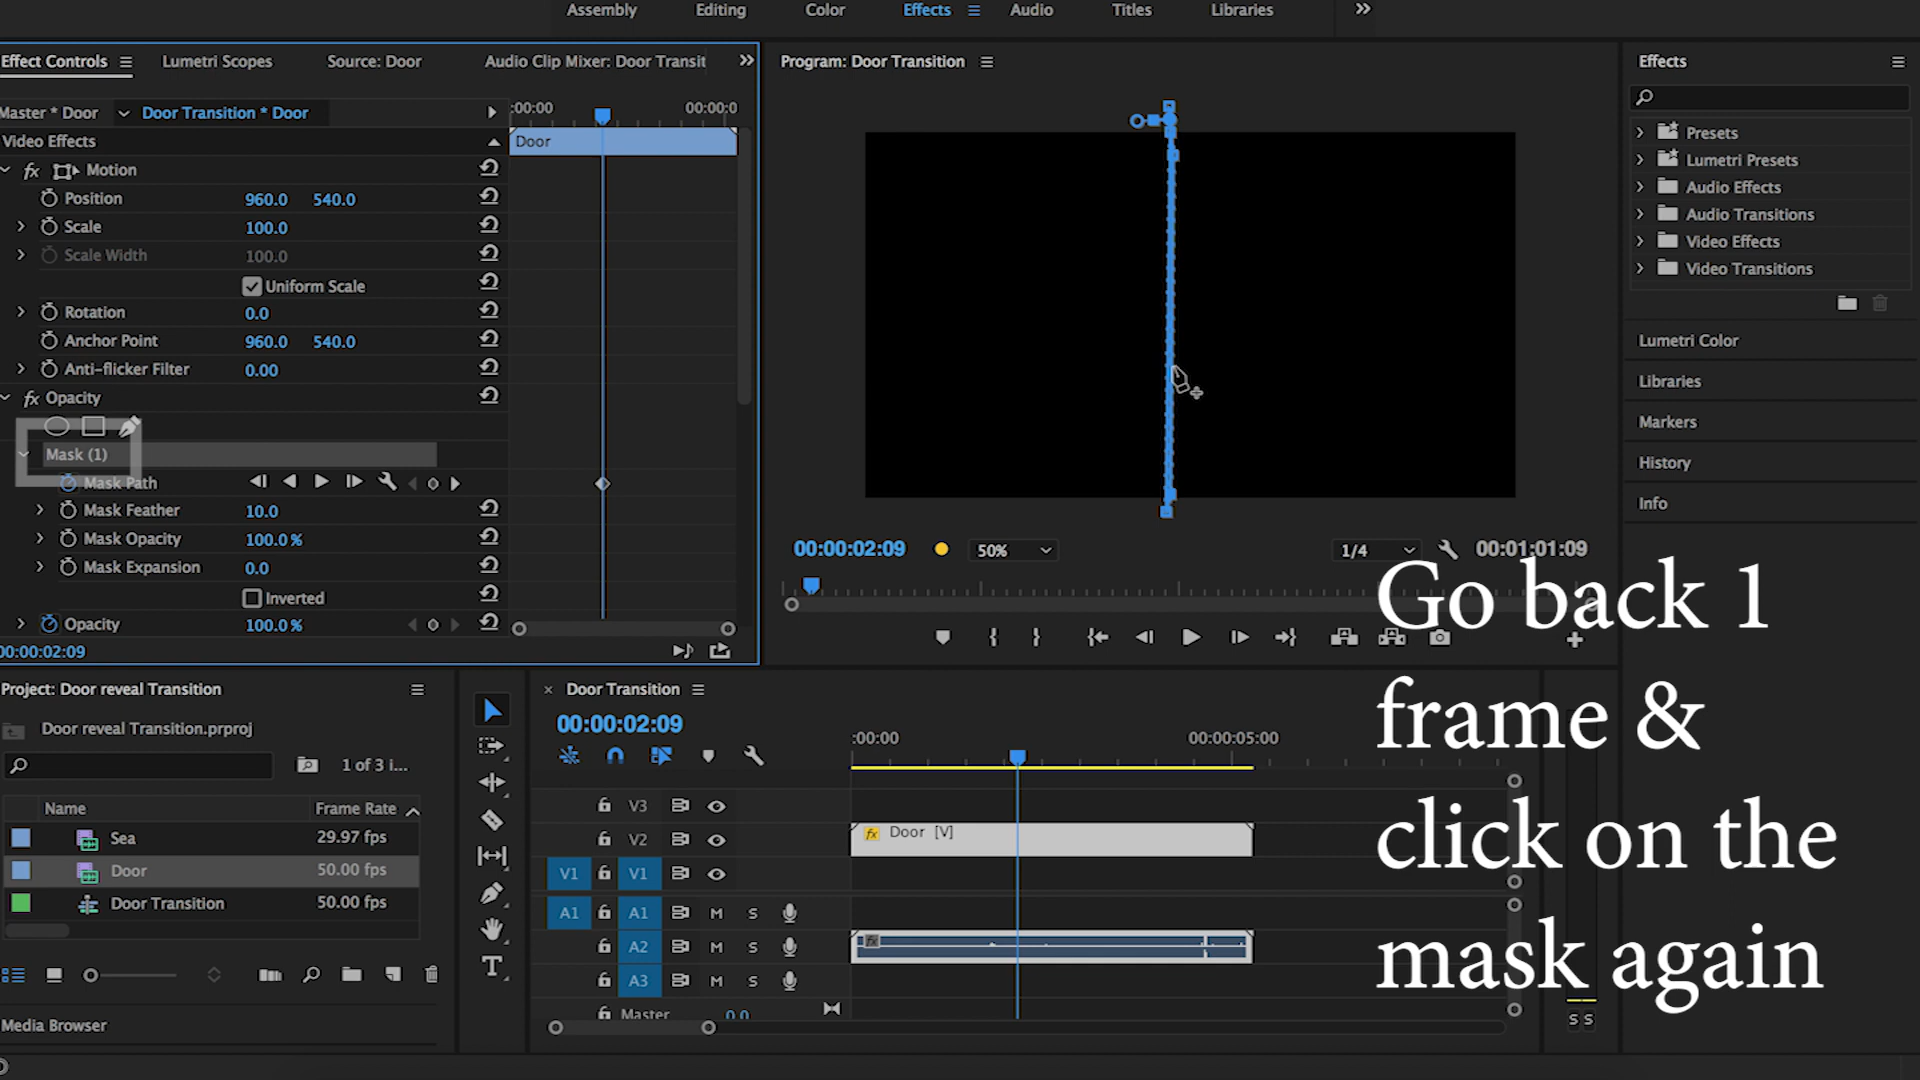 Assembly
Editing
Color
Effects
Audio
Titles
Libraries
Effect Controls
Lumetri Scopes
Source: Door
Audio Clip Mixer: Door Transit
Master * Door
Door Transition * Door
:00:00
00:00:0
Video Effects
Door
fx Motion
Position 960.0 540.0
Scale 100.0
Scale Width 100.0
Uniform Scale
Rotation 0.0
Anchor Point 960.0 540.0
Anti-flicker Filter 0.00
fx Opacity
Mask (1)
Mask Path
Mask Feather 10.0
Mask Opacity 100.0 %
Mask Expansion 0.0
Inverted
Opacity 100.0 %
00:00:02:09
Program: Door Transition
00:00:02:09
50%
1/4
00:01:01:09
Effects
Presets
Lumetri Presets
Audio Effects
Audio Transitions
Video Effects
Video Transitions
Lumetri Color
Libraries
Markers
History
Info
Go back 1
frame &
click on the
mask again
Project: Door reveal Transition
Door reveal Transition.prproj
1 of 3 i...
Name Frame Rate
Sea 29.97 fps
Door 50.00 fps
Door Transition 50.00 fps
Media Browser
× Door Transition
00:00:02:09
:00:00
00:00:05:00
V3
V2
fx Door [V]
V1 V1
A1 A1 M S
fx
A2 M S
A3 M S
Master 0.0
S S